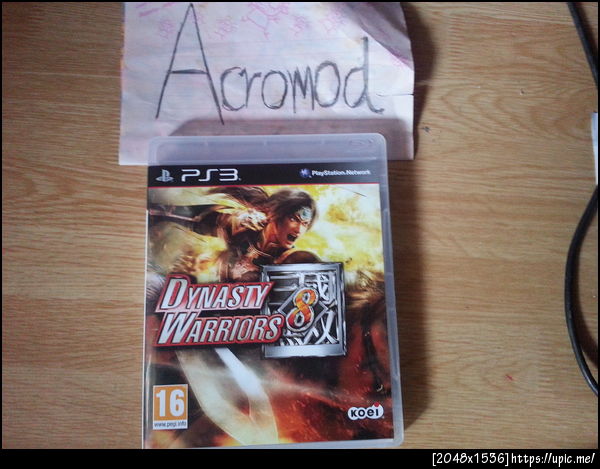 Acromod
PS3 PlayStation Network
DYNASTY
WARRIORS 8
16
www.pegi.info
KOEI
[2048x1536]https://upic.me/